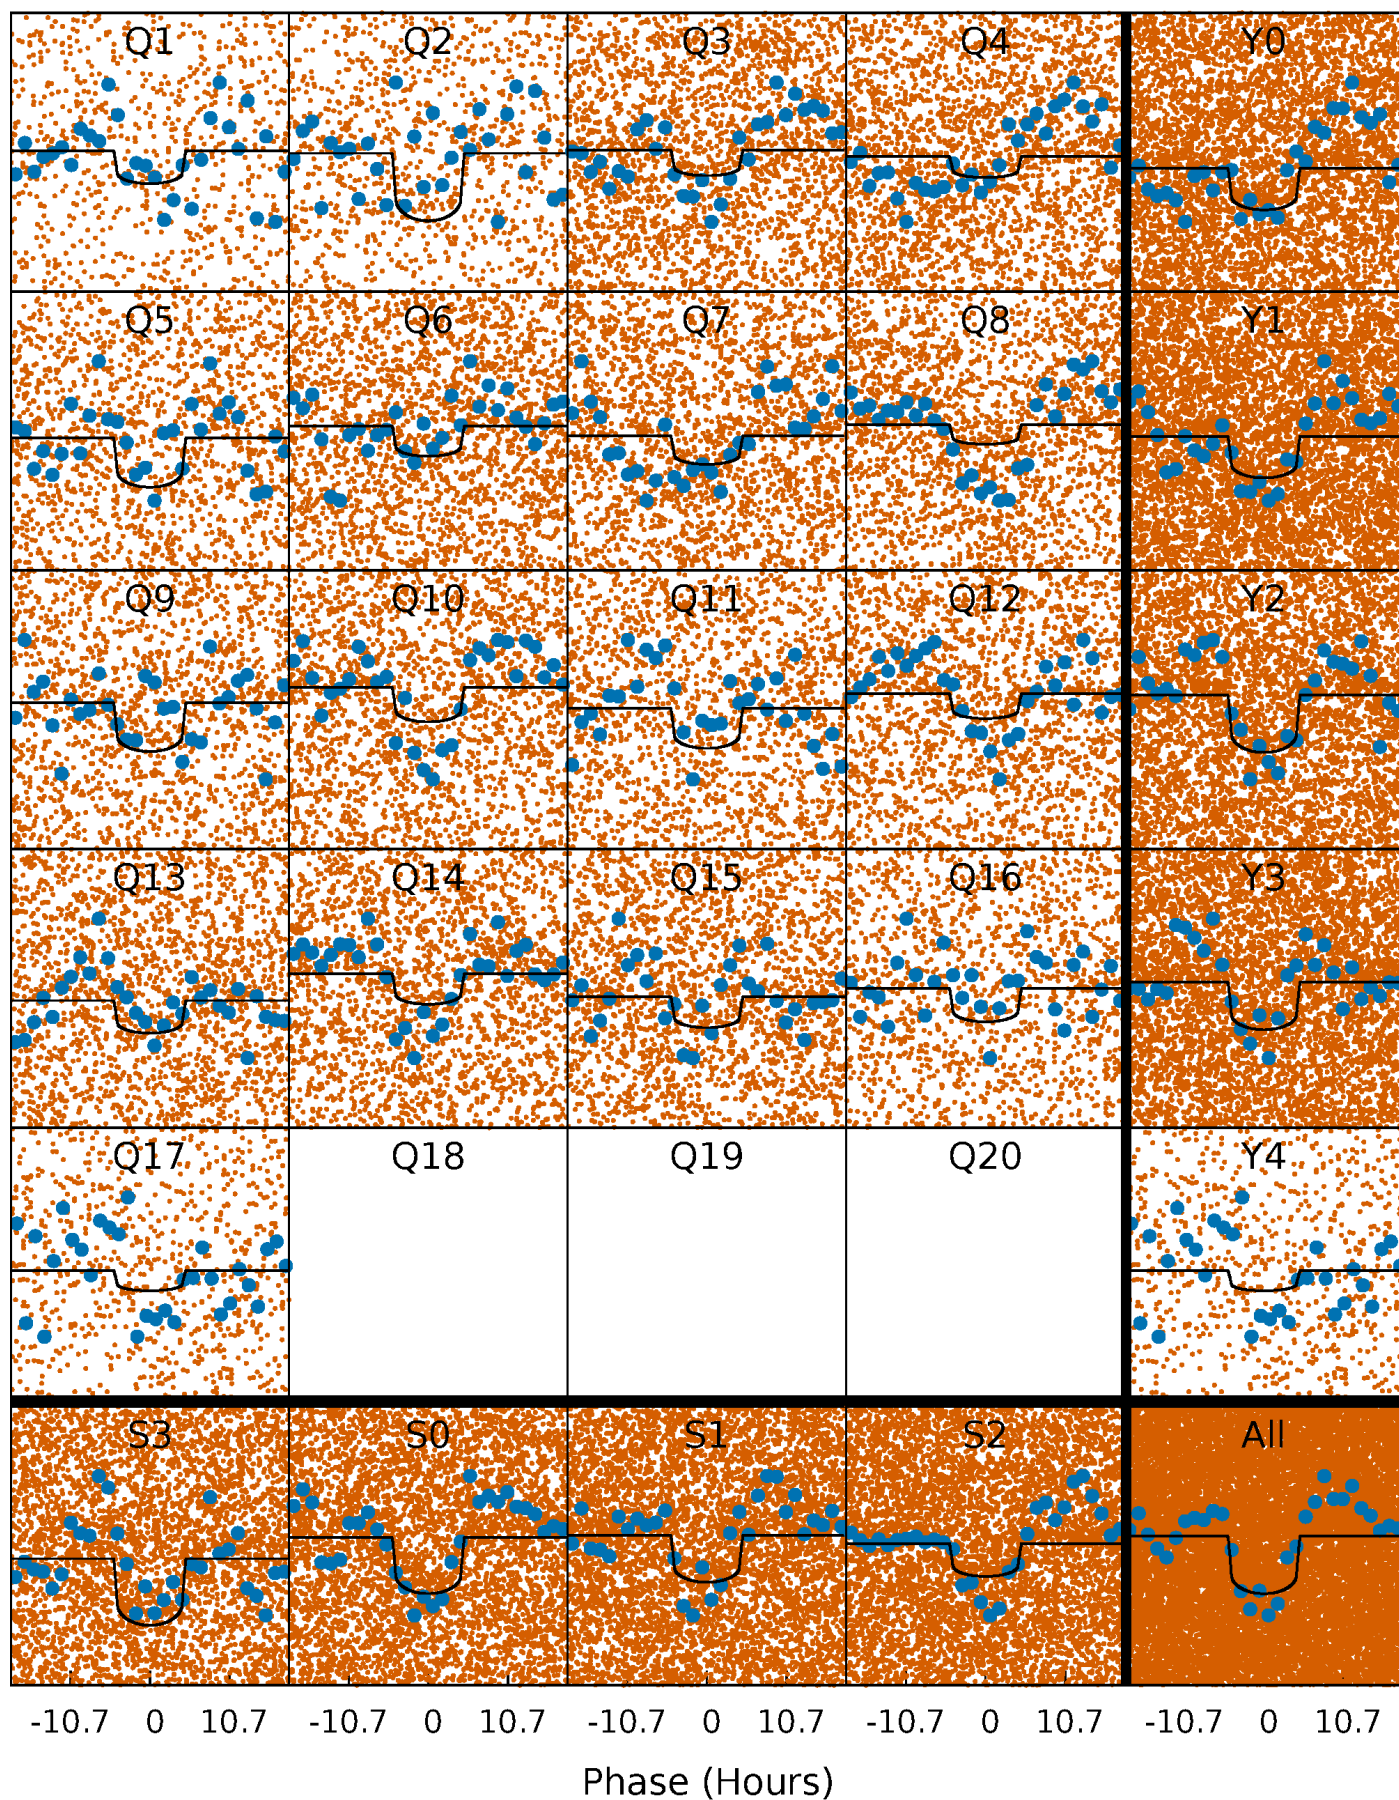 Q1 Q2 Q3 Q4 Y0
Q5 Q6 Q7 Q8 Y1
Q9 Q10 Q11 Q12 Y2
Q13 Q14 Q15 Q16 Y3
Q17 Q18 Q19 Q20 Y4
S3 S0 S1 S2 All
-10.7 0 10.7 -10.7 0 10.7 -10.7 0 10.7 -10.7 0 10.7 -10.7 0 10.7
Phase (Hours)